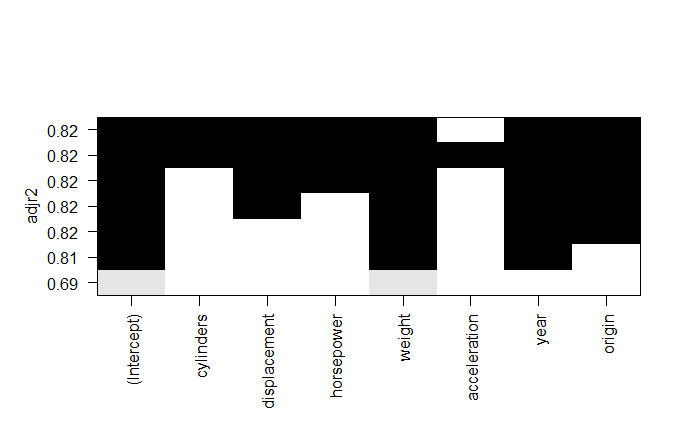 adjr2
0.82
0.82
0.82
0.82
0.82
0.81
0.69
(Intercept)
cylinders
displacement
horsepower
weight
acceleration
year
origin